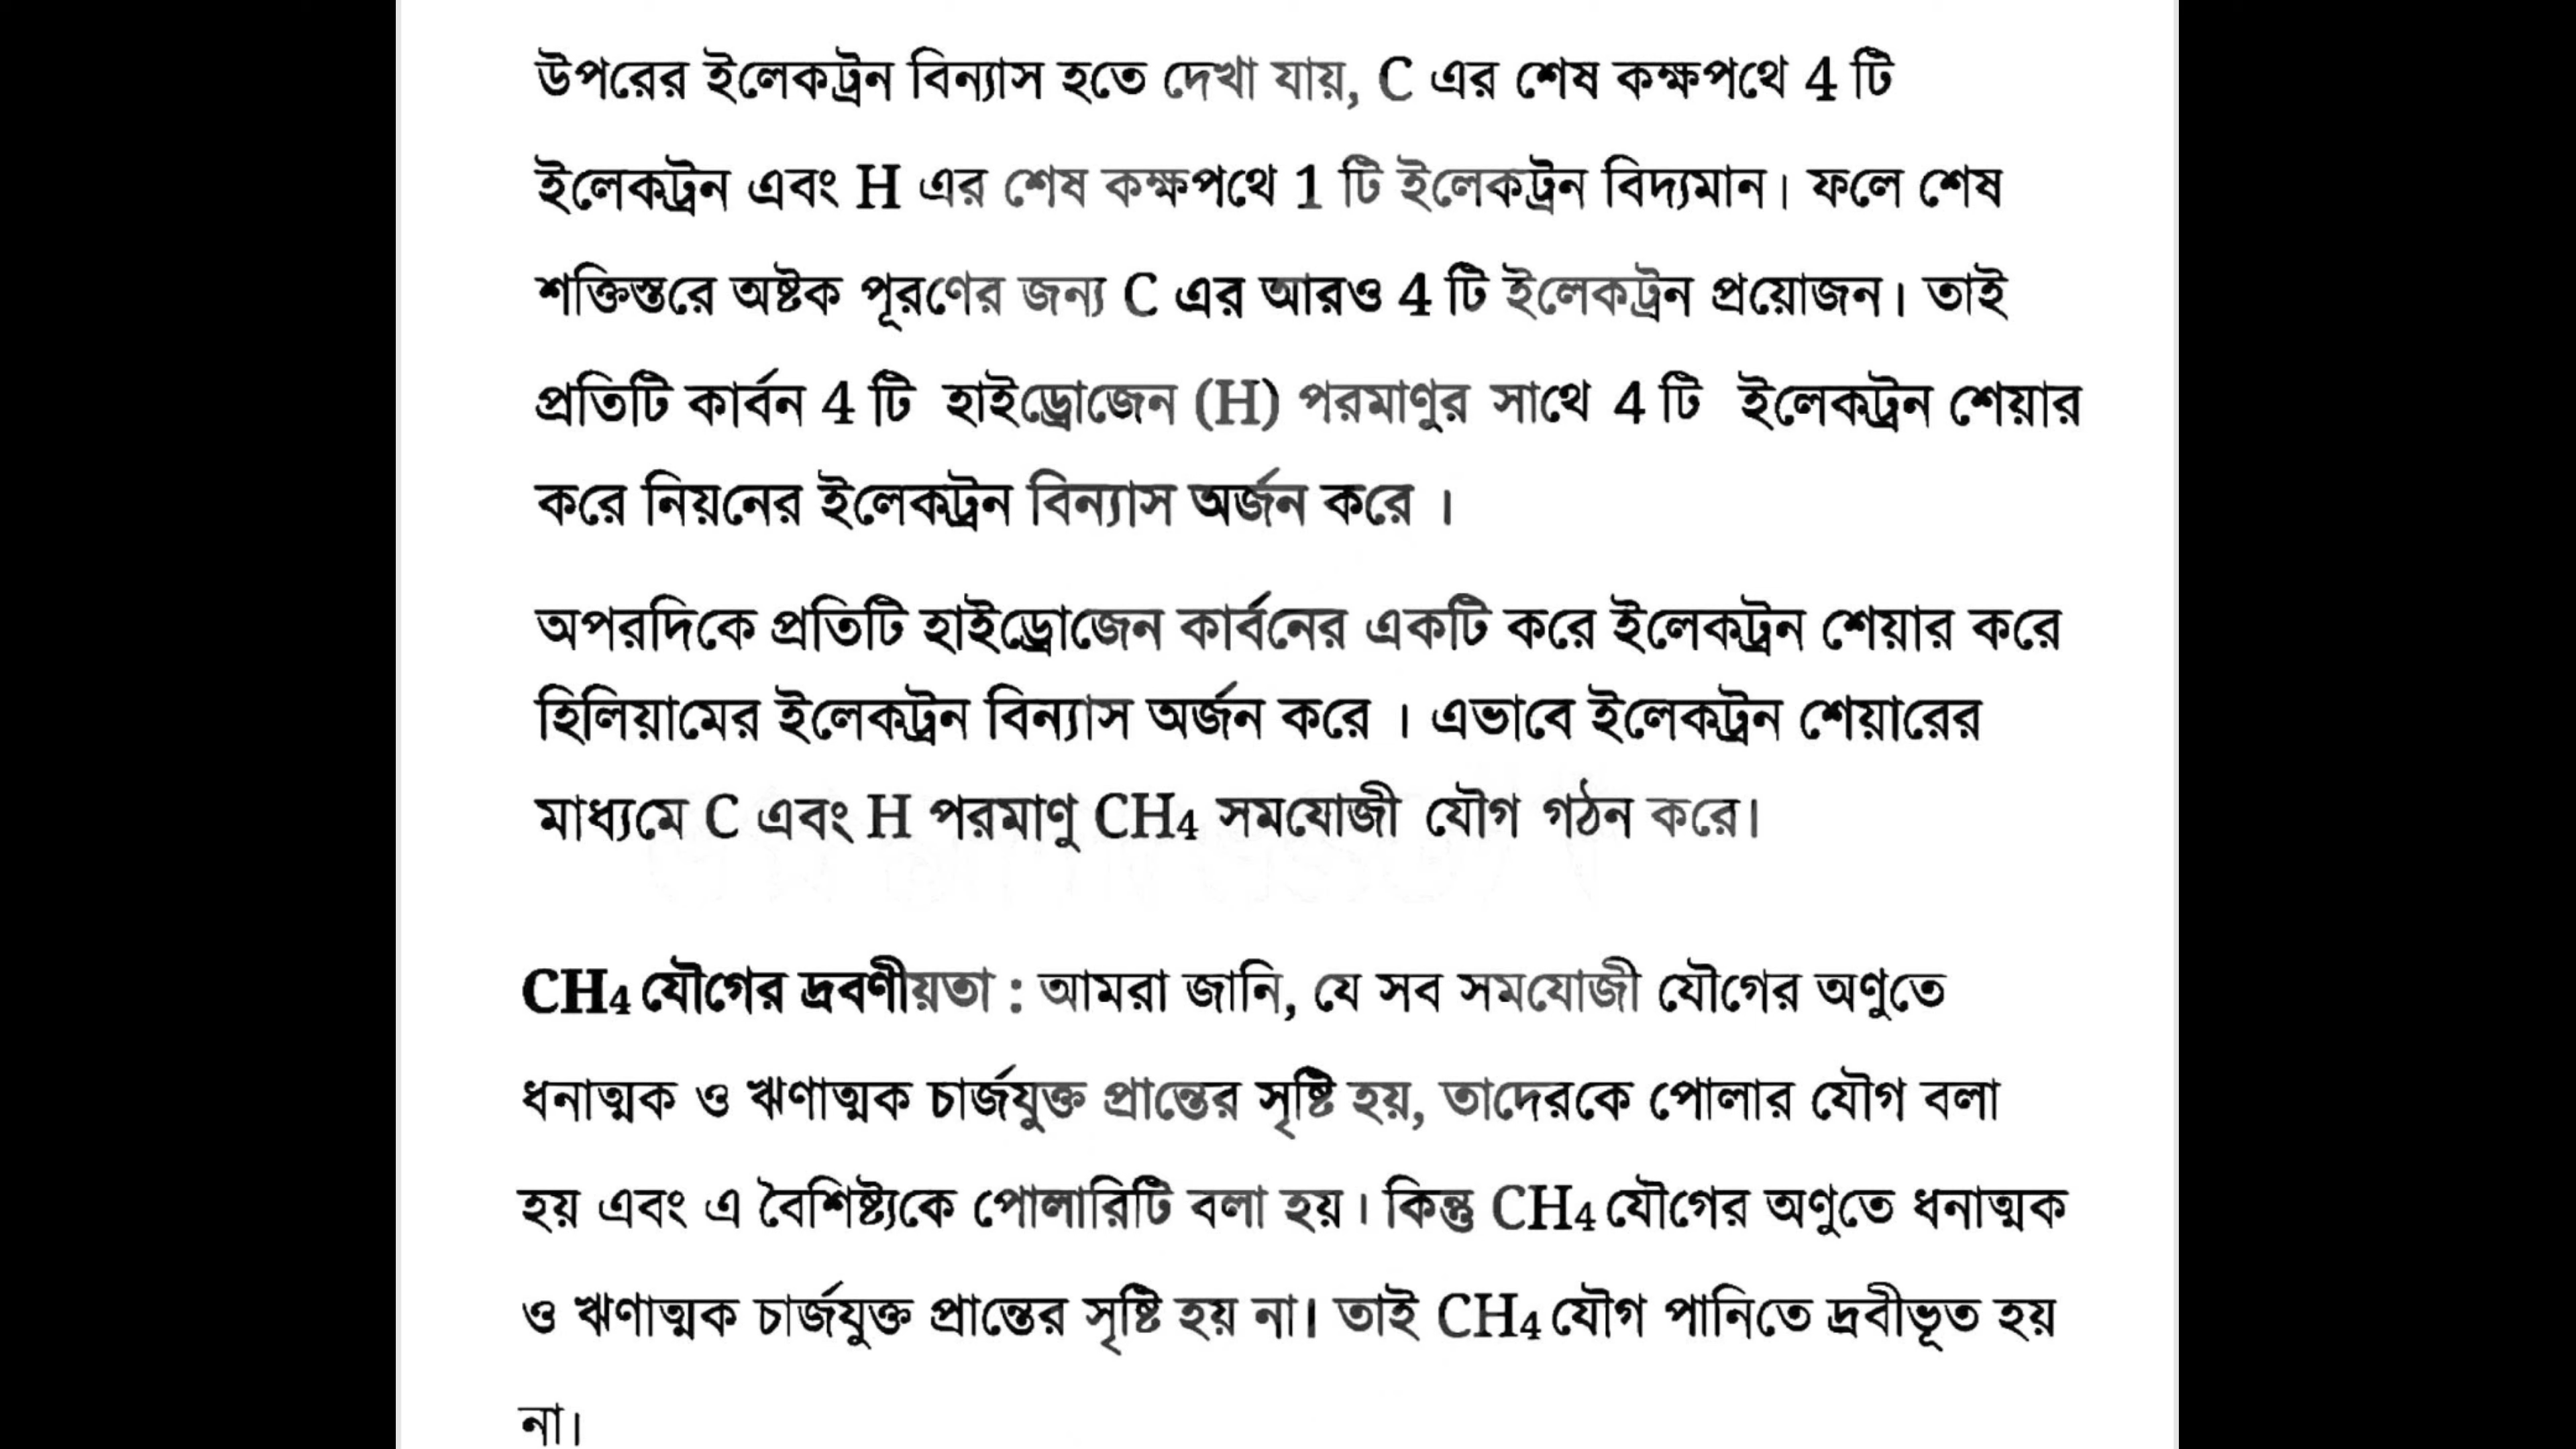 উপরের ইলেকট্রন বিন্যাস হতে দেখা যায়, C এর শেষ কক্ষপথে 4 টি
ইলেকট্রন এবং H এর শেষ কক্ষপথে 1 টি ইলেকট্রন বিদ্যমান। ফলে শেষ
শক্তিস্তরে অষ্টক পূরণের জন্য C এর আরও 4 টি ইলেকট্রন প্রয়োজন। তাই
প্রতিটি কার্বন 4 টি হাইড্রোজেন (H) পরমাণুর সাথে 4 টি ইলেকট্রন শেয়ার
করে নিয়নের ইলেকট্রন বিন্যাস অর্জন করে ।
অপরদিকে প্রতিটি হাইড্রোজেন কার্বনের একটি করে ইলেকট্রন শেয়ার করে
হিলিয়ামের ইলেকট্রন বিন্যাস অর্জন করে । এভাবে ইলেকট্রন শেয়ারের
মাধ্যমে C এবং H পরমাণু CH₄ সমযোজী যৌগ গঠন করে।
CH₄ যৌগের দ্রবণীয়তা : আমরা জানি, যে সব সমযোজী যৌগের অণুতে
ধনাত্মক ও ঋণাত্মক চার্জযুক্ত প্রান্তের সৃষ্টি হয়, তাদেরকে পোলার যৌগ বলা
হয় এবং এ বৈশিষ্ট্যকে পোলারিটি বলা হয়। কিন্তু CH₄ যৌগের অণুতে ধনাত্মক
ও ঋণাত্মক চার্জযুক্ত প্রান্তের সৃষ্টি হয় না। তাই CH₄ যৌগ পানিতে দ্রবীভূত হয়
না।